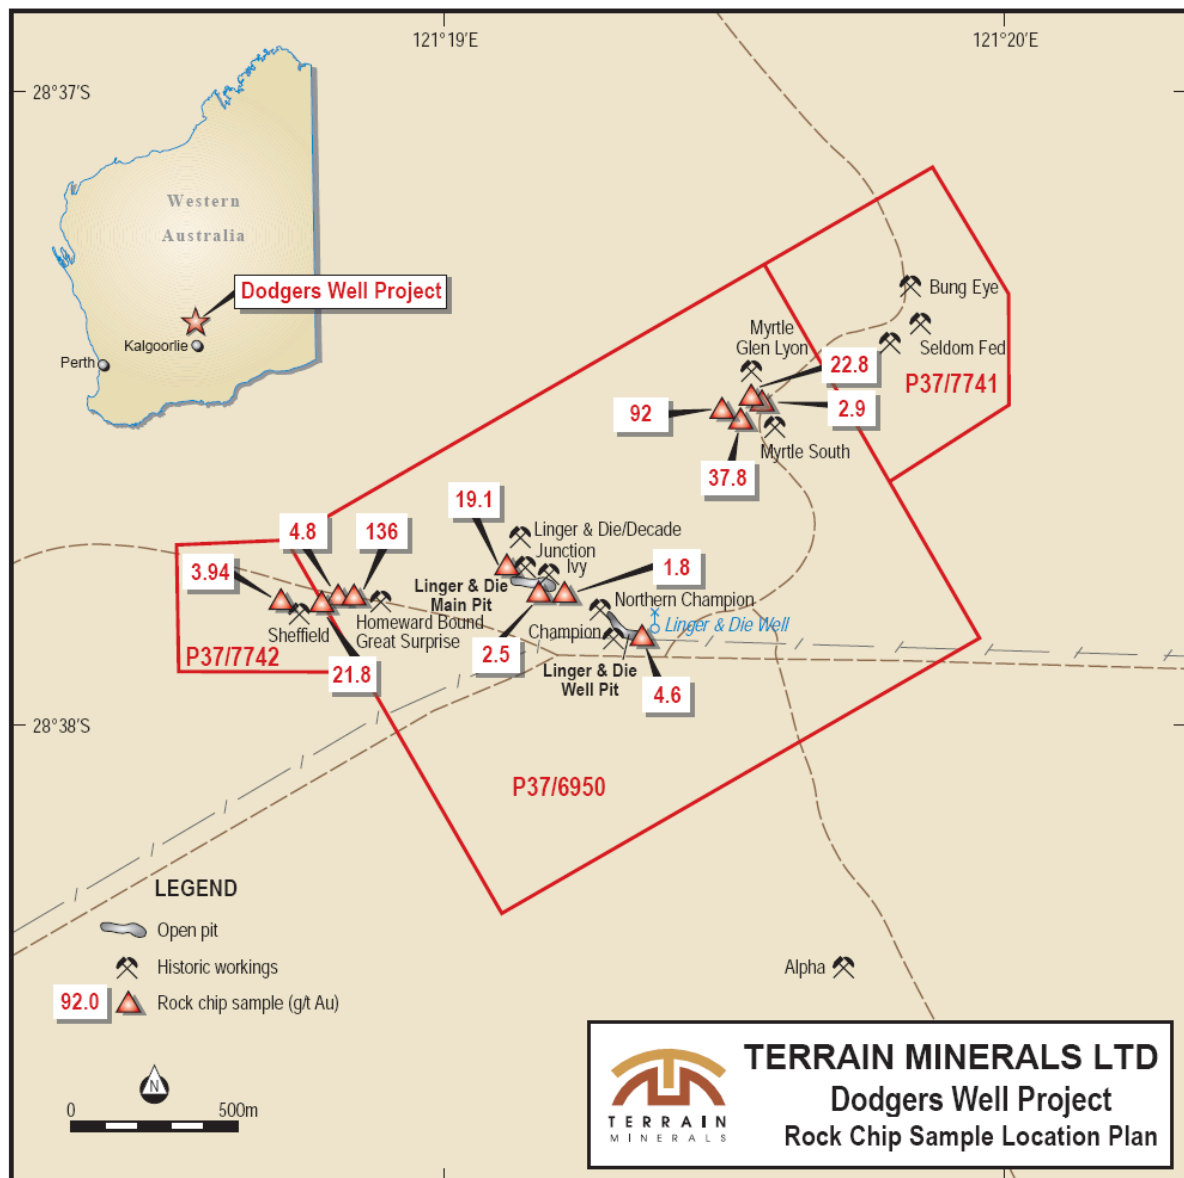 121°19'E
121°20'E
28°37'S
Western
Australia
Dodgers Well Project
Kalgoorlie
Perth
Bung Eye
Myrtle
Glen Lyon
Seldom Fed
22.8
P37/7741
92
2.9
Myrtle South
37.8
19.1
4.8
136
Linger & Die/Decade
Junction
Ivy
3.94
1.8
Linger & Die
Main Pit
Northern Champion
Homeward Bound
Great Surprise
Sheffield
Champion
Linger & Die Well
P37/7742
2.5
21.8
Linger & Die
Well Pit
4.6
28°38'S
P37/6950
LEGEND
Open pit
Historic workings
92.0
Rock chip sample (g/t Au)
Alpha
N
0
500m
TERRAIN
MINERALS
TERRAIN MINERALS LTD
Dodgers Well Project
Rock Chip Sample Location Plan